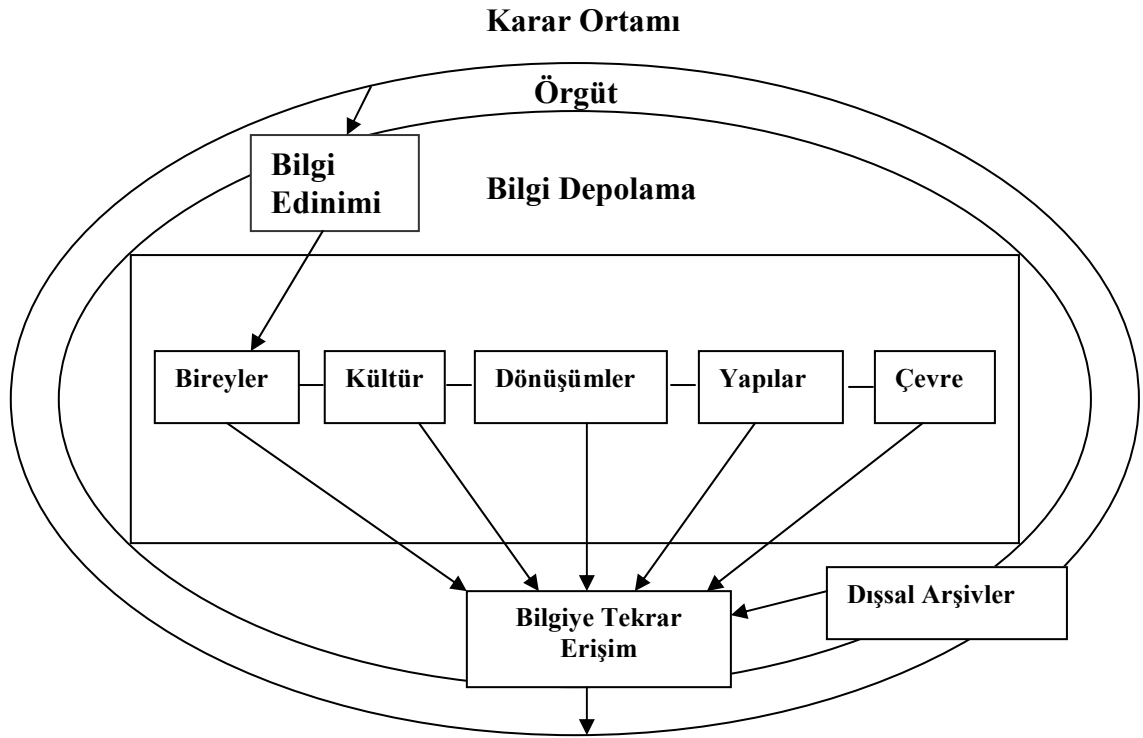 Karar Ortamı
Örgüt
Bilgi
Edinimi
Bilgi Depolama
Bireyler
Kültür
Dönüşümler
Yapılar
Çevre
Dışsal Arşivler
Bilgiye Tekrar
Erişim